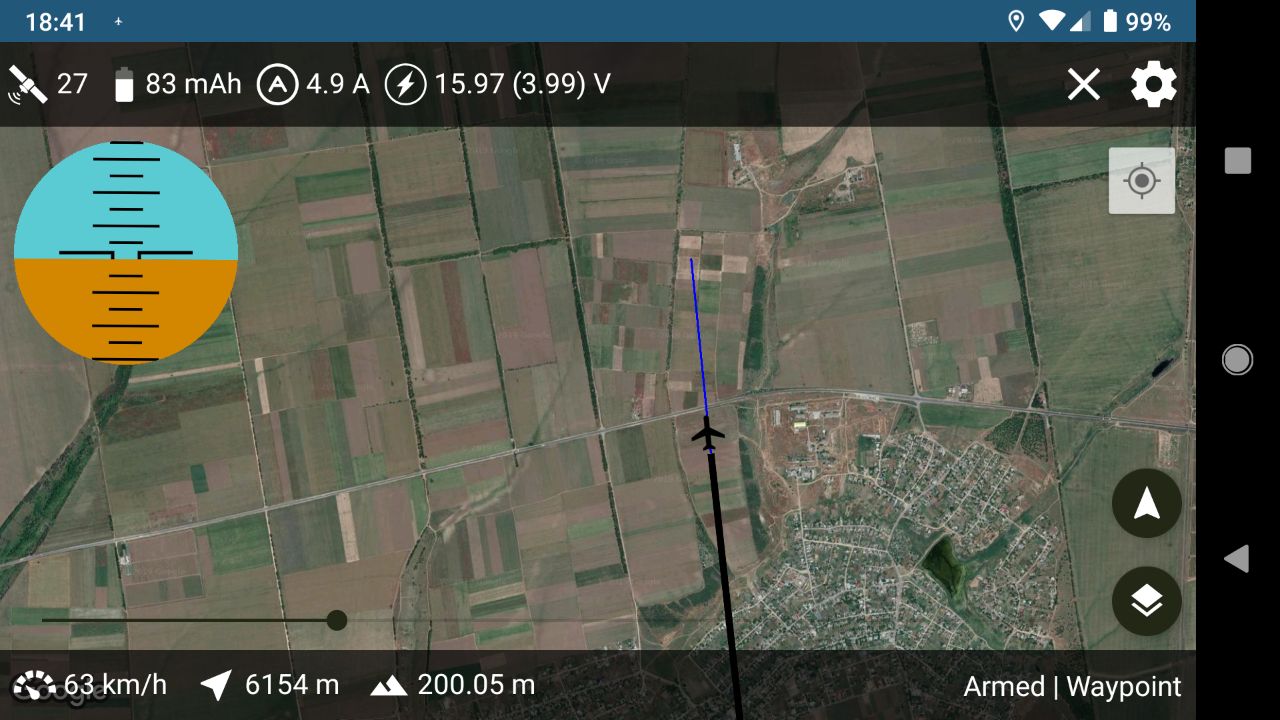 18:41 99%
27 83 mAh 4.9 A 15.97 (3.99) V
63 km/h 6154 m 200.05 m Armed | Waypoint
Google